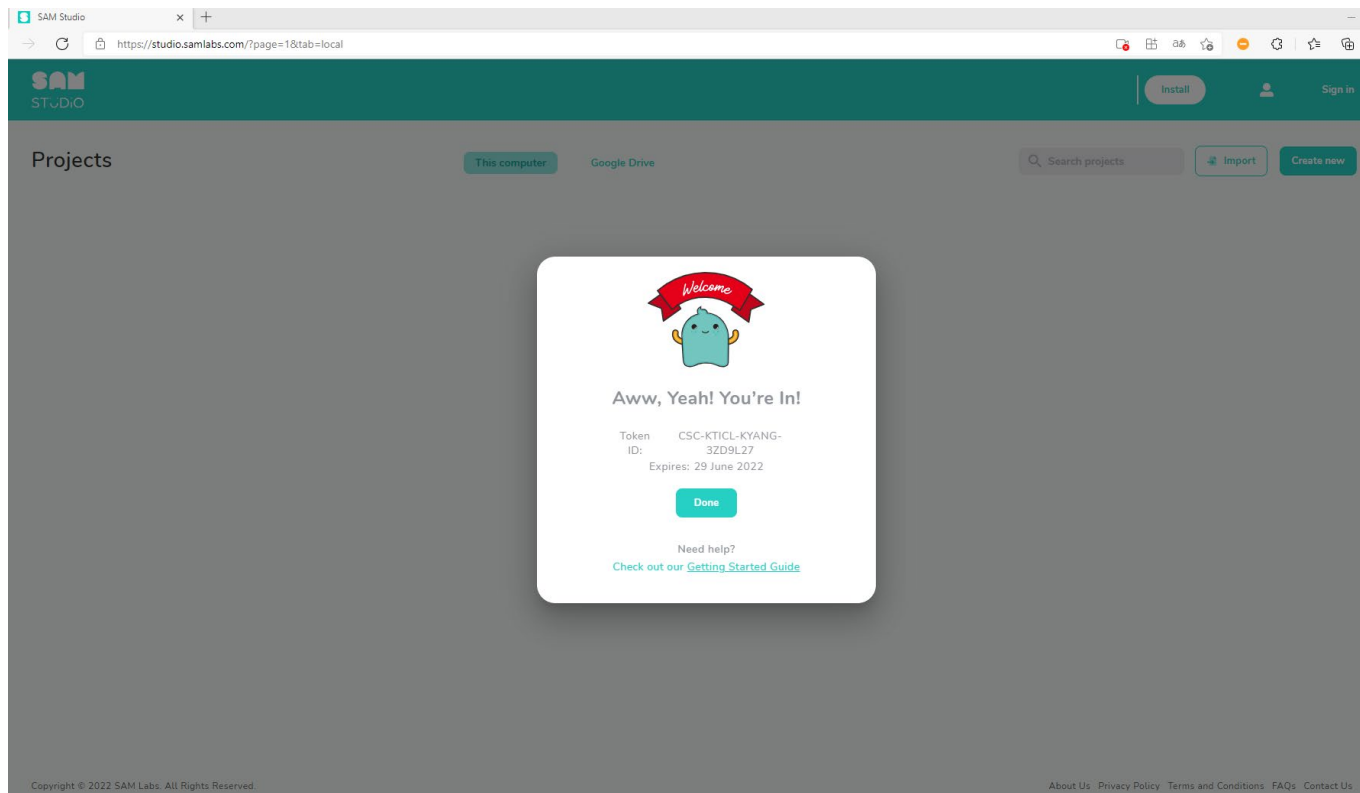 SAM Studio
https://studio.samlabs.com/?page=1&tab=local
SAM
STUDiO
Install
Sign in
Projects
This computer
Google Drive
Search projects
Import
Create new
Welcome
Aww, Yeah! You're In!
Token CSC-KTICL-KYANG-
ID: 3ZD9L27
Expires: 29 June 2022
Done
Need help?
Check out our Getting Started Guide
Copyright © 2022 SAM Labs. All Rights Reserved.
About Us Privacy Policy Terms and Conditions FAQs Contact Us